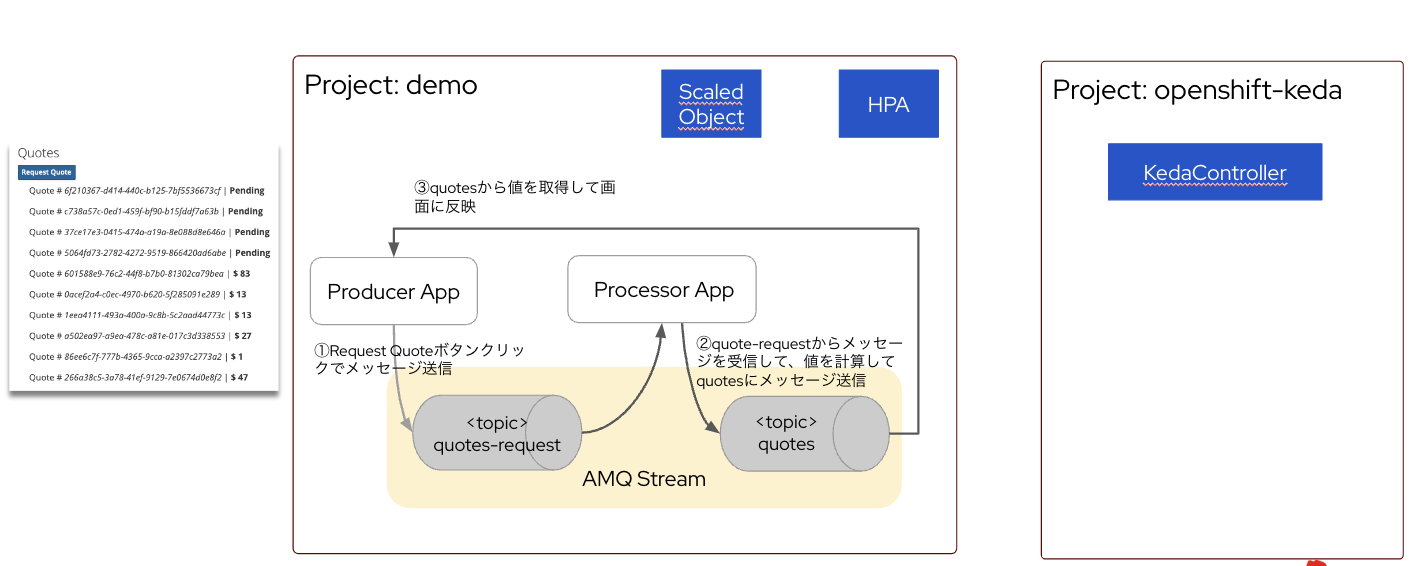 Quotes
Request Quote
Quote # 6f210367-d414-440c-b125-7bf5536673cf | Pending
Quote # c738a57c-0ed1-459f-bf90-b15fddf7a63b | Pending
Quote # 37ce17e3-0415-474a-a19a-8e088d8e646a | Pending
Quote # 5064fd73-2782-4272-9519-866420ad6abe | Pending
Quote # 601588e9-76c2-44f8-b7b0-81302ca79bea | $ 83
Quote # 0acef2a4-c0ec-4970-b620-5f285091e289 | $ 13
Quote # 1eea4111-493a-400a-9c8b-5c2aad44773c | $ 13
Quote # a502ea97-a9ea-478c-a81e-017c3d338553 | $ 27
Quote # 86ee6c7f-777b-4365-9cca-a2397c2773a2 | $ 1
Quote # 266a38c5-3a78-41ef-9129-7e0674d0e8f2 | $ 47
Project: demo
Scaled
Object
HPA
③quotesから値を取得して画
面に反映
Producer App
Processor App
①Request Quoteボタンクリッ
クでメッセージ送信
②quote-requestからメッセー
ジを受信して、値を計算して
quotesにメッセージ送信
<topic>
quotes-request
<topic>
quotes
AMQ Stream
Project: openshift-keda
KedaController